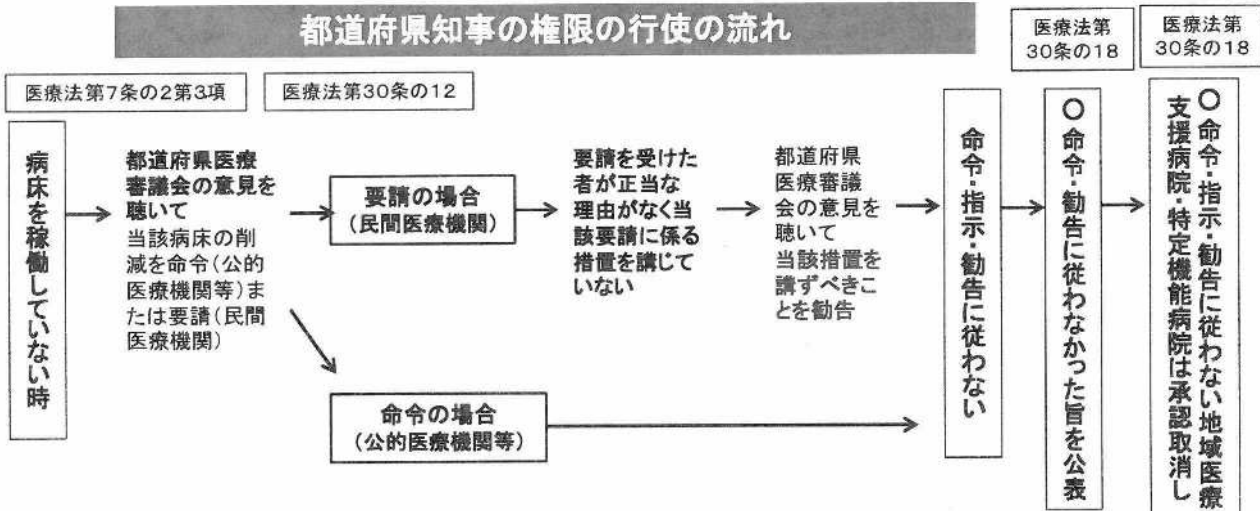 都道府県知事の権限の行使の流れ
医療法第
30条の18
医療法第
30条の18
医療法第7条の2第3項
医療法第30条の12
病床を稼働していない時
都道府県医療
審議会の意見を
聴いて
当該病床の削
減を命令(公的
医療機関等)ま
たは要請(民間
医療機関)
要請の場合
(民間医療機関)
要請を受けた
者が正当な
理由がなく当
該要請に係る
措置を講じて
いない
都道府県
医療審議
会の意見を
聴いて
当該措置を
講ずべきこ
とを勧告
命令の場合
(公的医療機関等)
命令・指示・勧告に従わない
○命令・勧告に従わなかった旨を公表
○命令・指示・勧告に従わない地域医療
支援病院・特定機能病院は承認取消し